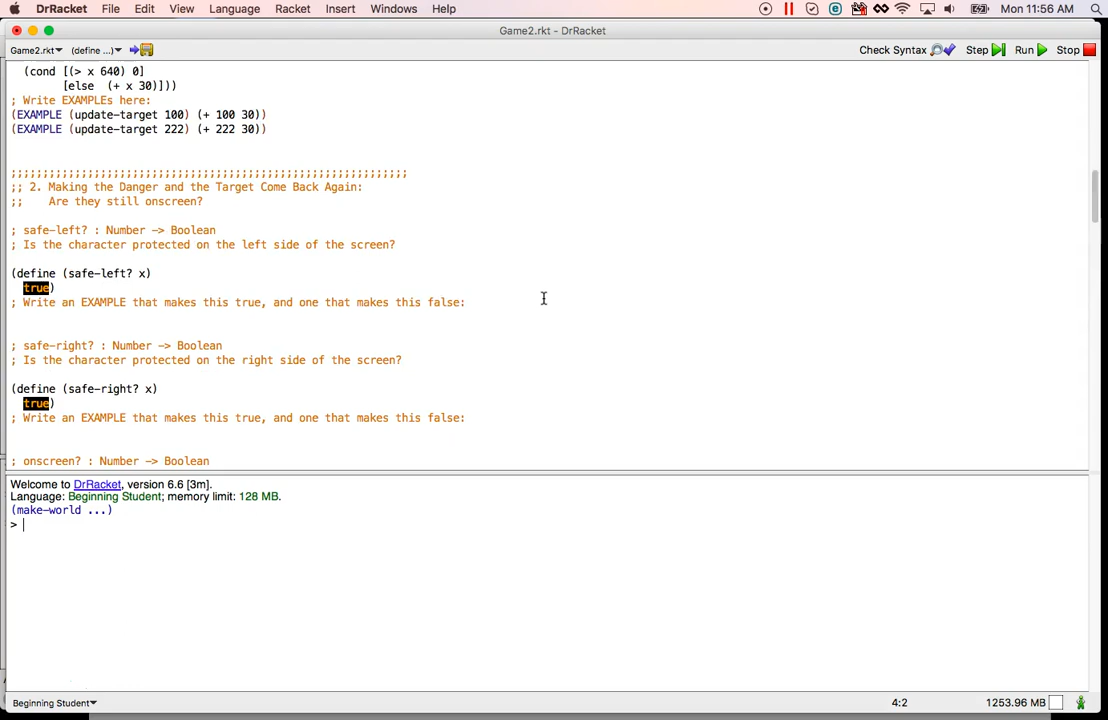 DrRacket File Edit View Language Racket Insert Windows Help Mon 11:56 AM
Game2.rkt - DrRacket
Game2.rkt▾ (define ...)▾ Check Syntax Step Run Stop
(cond [(> x 640) 0]
[else (+ x 30)]))
; Write EXAMPLEs here:
(EXAMPLE (update-target 100) (+ 100 30))
(EXAMPLE (update-target 222) (+ 222 30))
;;;;;;;;;;;;;;;;;;;;;;;;;;;;;;;;;;;;;;;;;;;;;;;;;;;;;;;;;;;;;;
;; 2. Making the Danger and the Target Come Back Again:
;; Are they still onscreen?
; safe-left? : Number -> Boolean
; Is the character protected on the left side of the screen?
(define (safe-left? x)
true)
; Write an EXAMPLE that makes this true, and one that makes this false:
; safe-right? : Number -> Boolean
; Is the character protected on the right side of the screen?
(define (safe-right? x)
true)
; Write an EXAMPLE that makes this true, and one that makes this false:
; onscreen? : Number -> Boolean
Welcome to DrRacket, version 6.6 [3m].
Language: Beginning Student; memory limit: 128 MB.
(make-world ...)
>
Beginning Student▾ 4:2 1253.96 MB